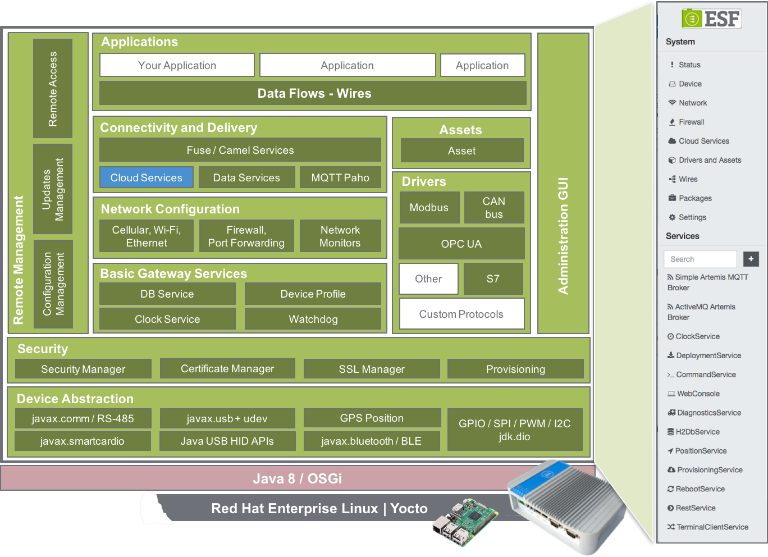 Applications
Your Application
Application
Application
Data Flows - Wires
Remote Management
Remote Access
Updates
Management
Configuration
Management
Connectivity and Delivery
Fuse / Camel Services
Cloud Services
Data Services
MQTT Paho
Network Configuration
Cellular, Wi-Fi,
Ethernet
Firewall,
Port Forwarding
Network
Monitors
Basic Gateway Services
DB Service
Device Profile
Clock Service
Watchdog
Assets
Asset
Drivers
Modbus
CAN
bus
OPC UA
Other
S7
Custom Protocols
Administration GUI
Security
Security Manager
Certificate Manager
SSL Manager
Provisioning
Device Abstraction
javax.comm / RS-485
javax.usb+ udev
GPS Position
GPIO / SPI / PWM / I2C
jdk.dio
javax.smartcardio
Java USB HID APIs
javax.bluetooth / BLE
Java 8 / OSGi
Red Hat Enterprise Linux | Yocto
ESF
System
Status
Device
Network
Firewall
Cloud Services
Drivers and Assets
Wires
Packages
Settings
Services
Search
+
Simple Artemis MQTT
Broker
ActiveMQ Artemis
Broker
ClockService
DeploymentService
CommandService
WebConsole
DiagnosticsService
H2DbService
PositionService
ProvisioningService
RebootService
RestService
TerminalClientService